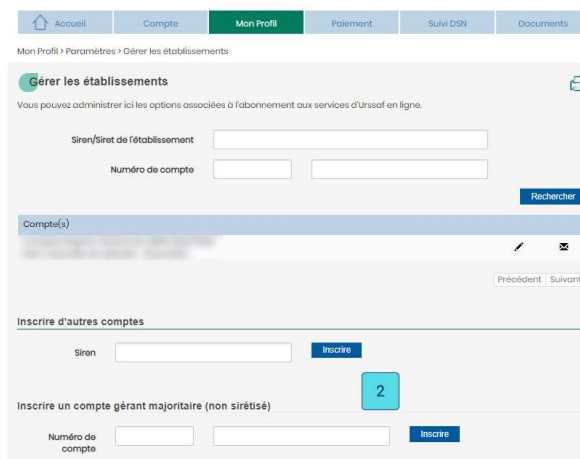 Accueil Compte Mon Profil Paiement Suivi DSN Documents
Mon Profil > Paramètres > Gérer les établissements
Gérer les établissements
Vous pouvez administrer ici les options associées à l'abonnement aux services d'Urssaf en ligne.
Siren/Siret de l'établissement
Numéro de compte
Rechercher
Compte(s)
Précédent Suivant
Inscrire d'autres comptes
Siren Inscrire
2
Inscrire un compte gérant majoritaire (non sirétisé)
Numéro de
compte
Inscrire